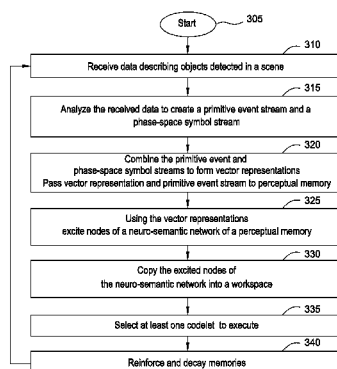 Start
305
310
Receive data describing objects detected in a scene
315
Analyze the received data to create a primitive event stream and a
phase-space symbol stream
320
Combine the primitive event and
phase-space symbol streams to form vector representations
Pass vector representation and primitive event stream to perceptual memory
325
Using the vector representations
excite nodes of a neuro-semantic network of a perceptual memory
330
Copy the excited nodes of
the neuro-semantic network into a workspace
335
Select at least one codelet to execute
340
Reinforce and decay memories